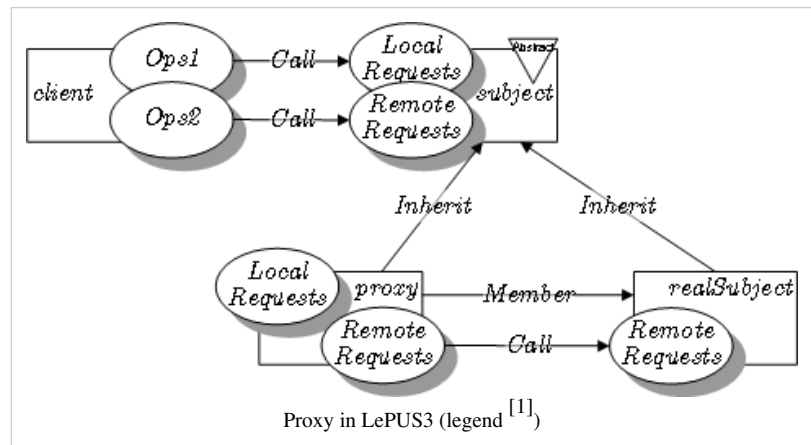 Abstract
Ops1
Call
Local
Requests
client
subject
Ops2
Call
Remote
Requests
Inherit
Inherit
Local
Requests
proxy
Member
realSubject
Remote
Requests
Call
Remote
Requests
Proxy in LePUS3 (legend [1])